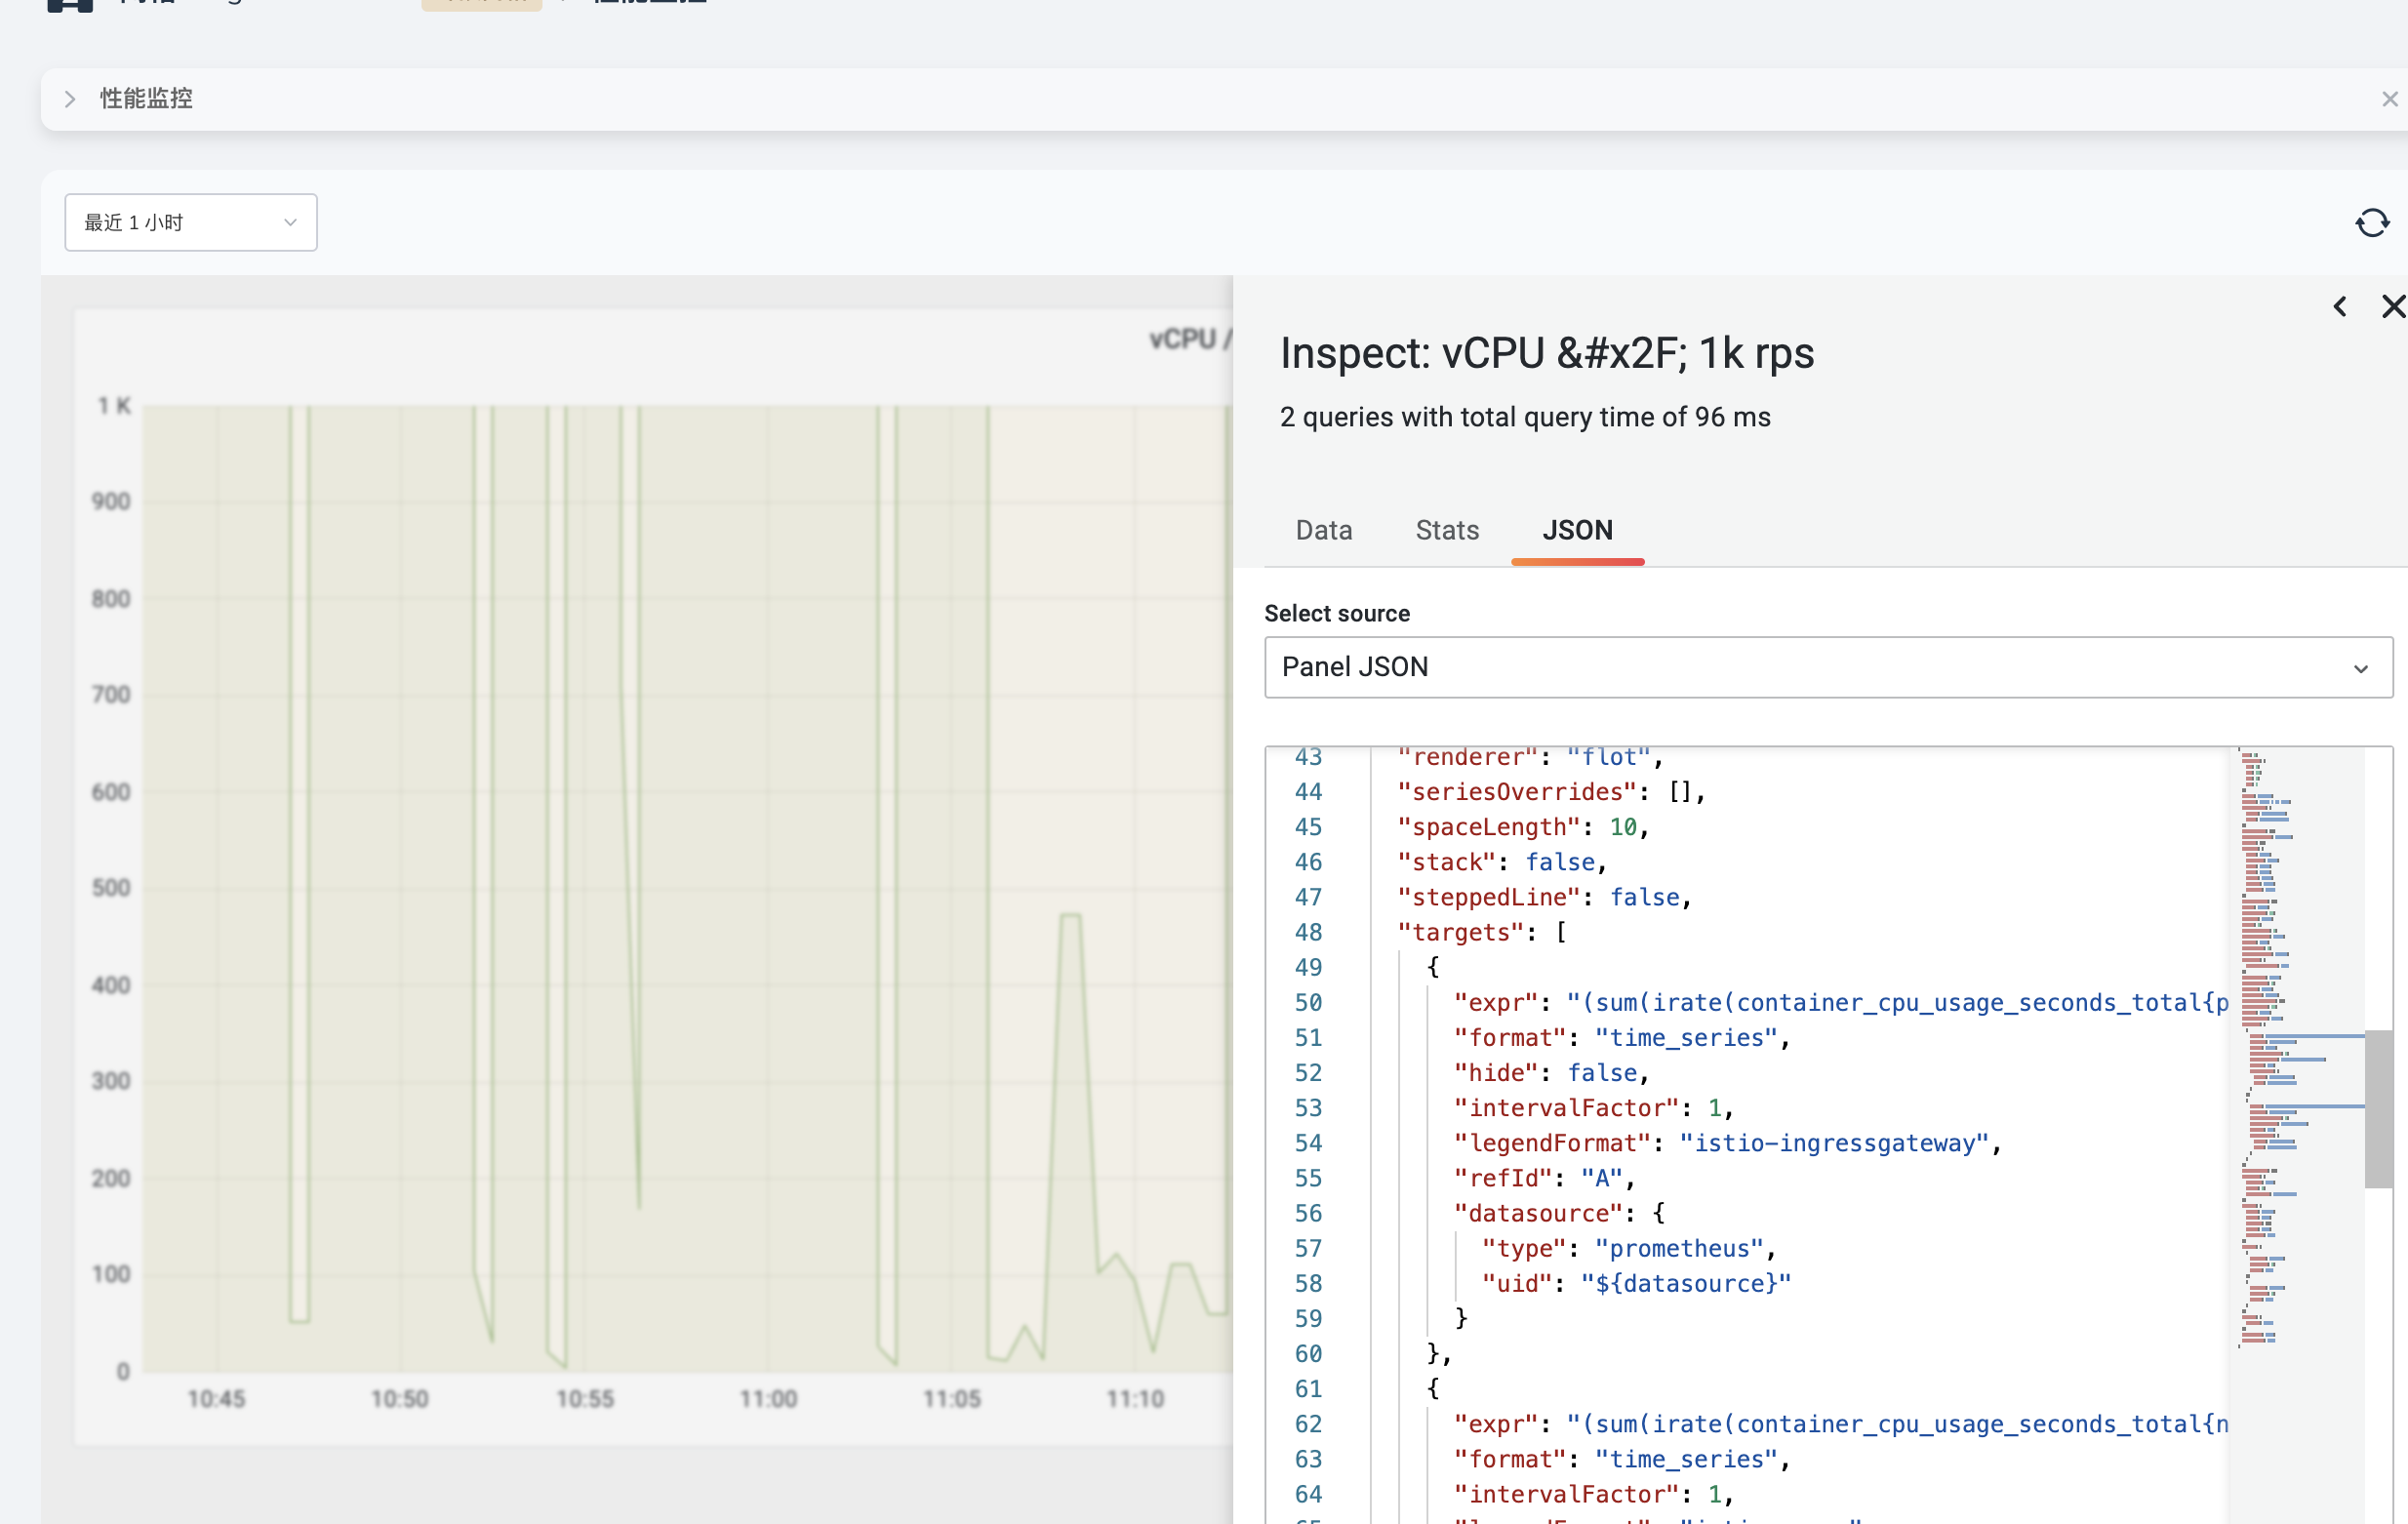 性能监控
最近 1 小时
vCPU /
1 K
900
800
700
600
500
400
300
200
100
0
10:45
10:50
10:55
11:00
11:05
11:10
Inspect: vCPU &#x2F; 1k rps
2 queries with total query time of 96 ms
Data
Stats
JSON
Select source
Panel JSON
43 "renderer": "flot",
44 "seriesOverrides": [],
45 "spaceLength": 10,
46 "stack": false,
47 "steppedLine": false,
48 "targets": [
49 {
50 "expr": "(sum(irate(container_cpu_usage_seconds_total{p
51 "format": "time_series",
52 "hide": false,
53 "intervalFactor": 1,
54 "legendFormat": "istio-ingressgateway",
55 "refId": "A",
56 "datasource": {
57 "type": "prometheus",
58 "uid": "${datasource}"
59 }
60 },
61 {
62 "expr": "(sum(irate(container_cpu_usage_seconds_total{n
63 "format": "time_series",
64 "intervalFactor": 1,